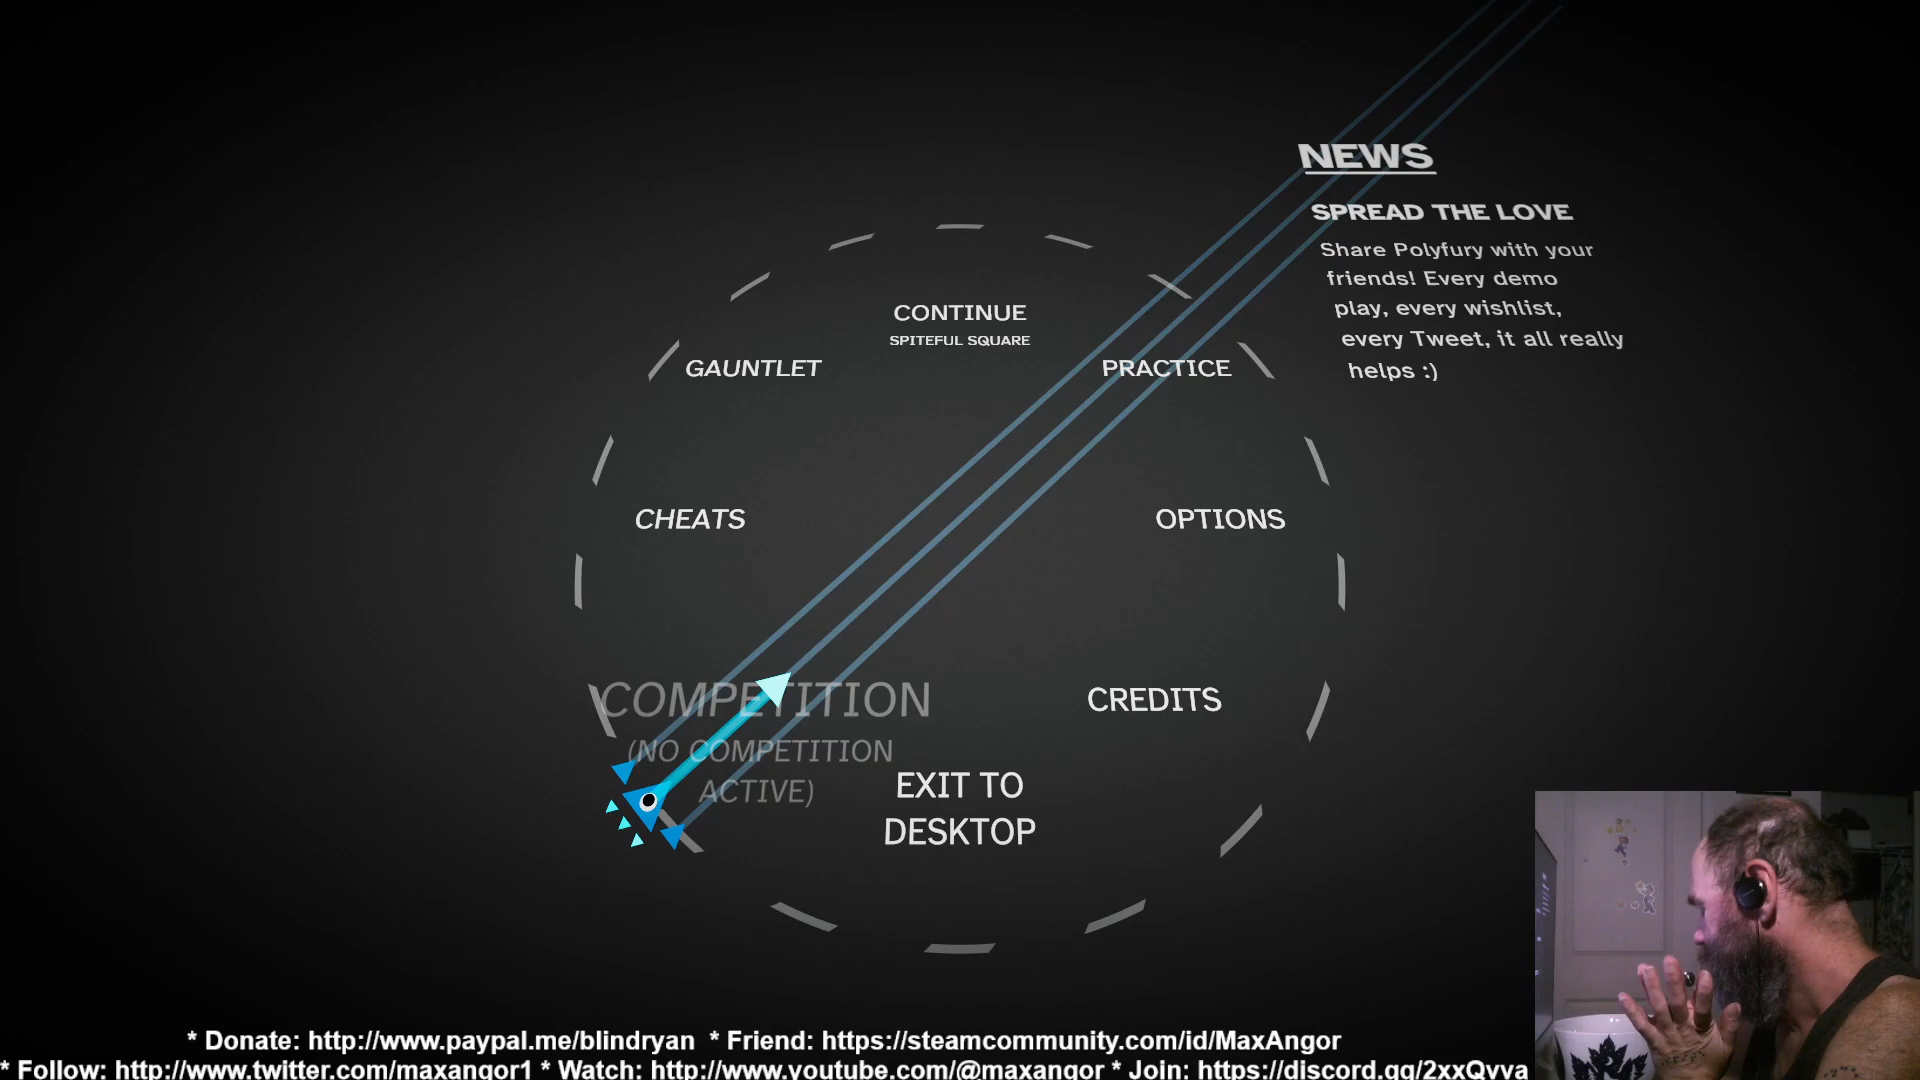 NEWS
SPREAD THE LOVE
Share Polyfury with your
friends! Every demo
play, every wishlist,
every Tweet, it all really
helps :)
CONTINUE
SPITEFUL SQUARE
GAUNTLET
PRACTICE
CHEATS
OPTIONS
COMPETITION
(NO COMPETITION
ACTIVE)
CREDITS
EXIT TO
DESKTOP
* Donate: http://www.paypal.me/blindryan * Friend: https://steamcommunity.com/id/MaxAngor
* Follow: http://www.twitter.com/maxangor1 * Watch: http://www.youtube.com/@maxangor * Join: https://discord.gg/2xxQvva